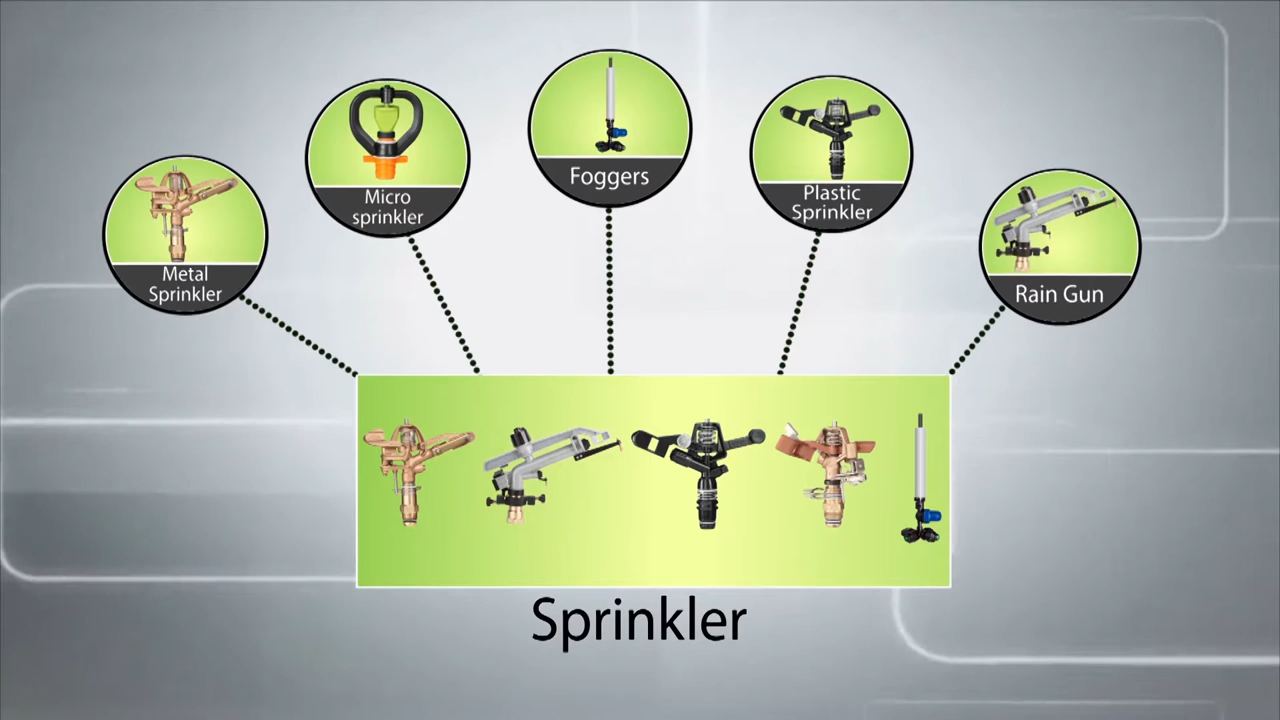 Metal
Sprinkler
Micro
sprinkler
Foggers
Plastic
Sprinkler
Rain Gun
Sprinkler